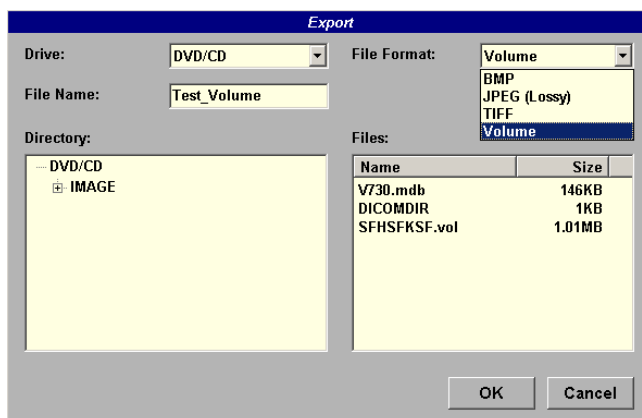 Export
Drive: DVD/CD File Format: Volume
BMP
File Name: Test_Volume JPEG (Lossy)
TIFF
Volume
Directory: Files:
DVD/CD Name Size
IMAGE V730.mdb 146KB
DICOMDIR 1KB
SFHSFKSF.vol 1.01MB
OK Cancel